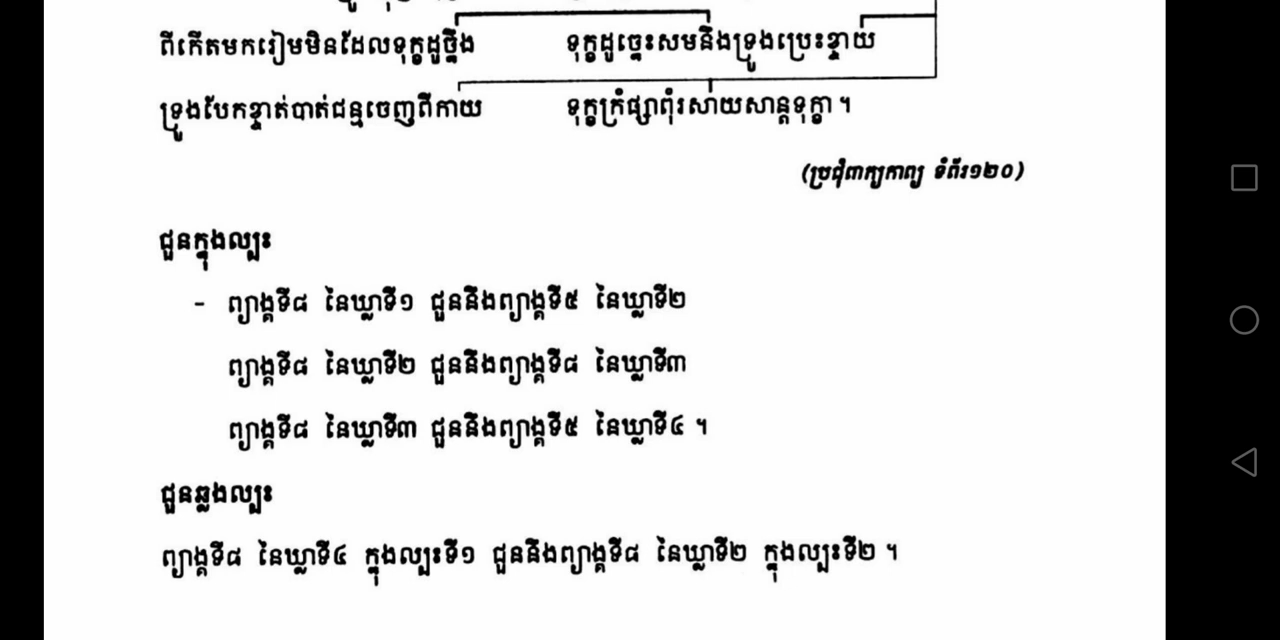 ពីកើតមករៀមមិនដែលទុក្ខដូច្នឹង ទុក្ខដូច្នេះសមនឹងទ្រូងប្រេះខ្ទាយ
ទ្រូងបែកខ្ទាត់បាត់ជន្មចេញពីកាយ ទុក្ខក្រំផ្សាពុំរសាយសាន្តទុក្ខា ។
(ប្រជុំពាក្យកាព្យ ទំព័រ១២០)
ជួនក្នុងល្បះ
- ព្យាង្គទី៨ នៃឃ្លាទី១ ជួននឹងព្យាង្គទី៥ នៃឃ្លាទី២
ព្យាង្គទី៨ នៃឃ្លាទី២ ជួននឹងព្យាង្គទី៨ នៃឃ្លាទី៣
ព្យាង្គទី៨ នៃឃ្លាទី៣ ជួននឹងព្យាង្គទី៥ នៃឃ្លាទី៤ ។
ជួនឆ្លងល្បះ
ព្យាង្គទី៨ នៃឃ្លាទី៤ ក្នុងល្បះទី១ ជួននឹងព្យាង្គទី៨ នៃឃ្លាទី២ ក្នុងល្បះទី២ ។